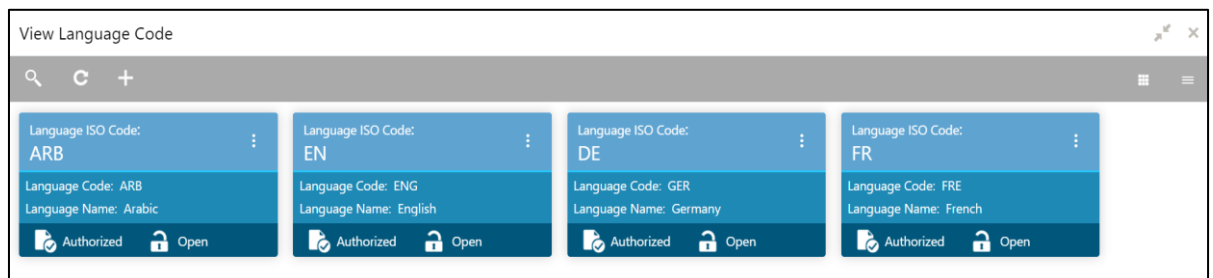 View Language Code
Language ISO Code:
ARB
Language Code: ARB
Language Name: Arabic
Authorized Open
Language ISO Code:
EN
Language Code: ENG
Language Name: English
Authorized Open
Language ISO Code:
DE
Language Code: GER
Language Name: Germany
Authorized Open
Language ISO Code:
FR
Language Code: FRE
Language Name: French
Authorized Open